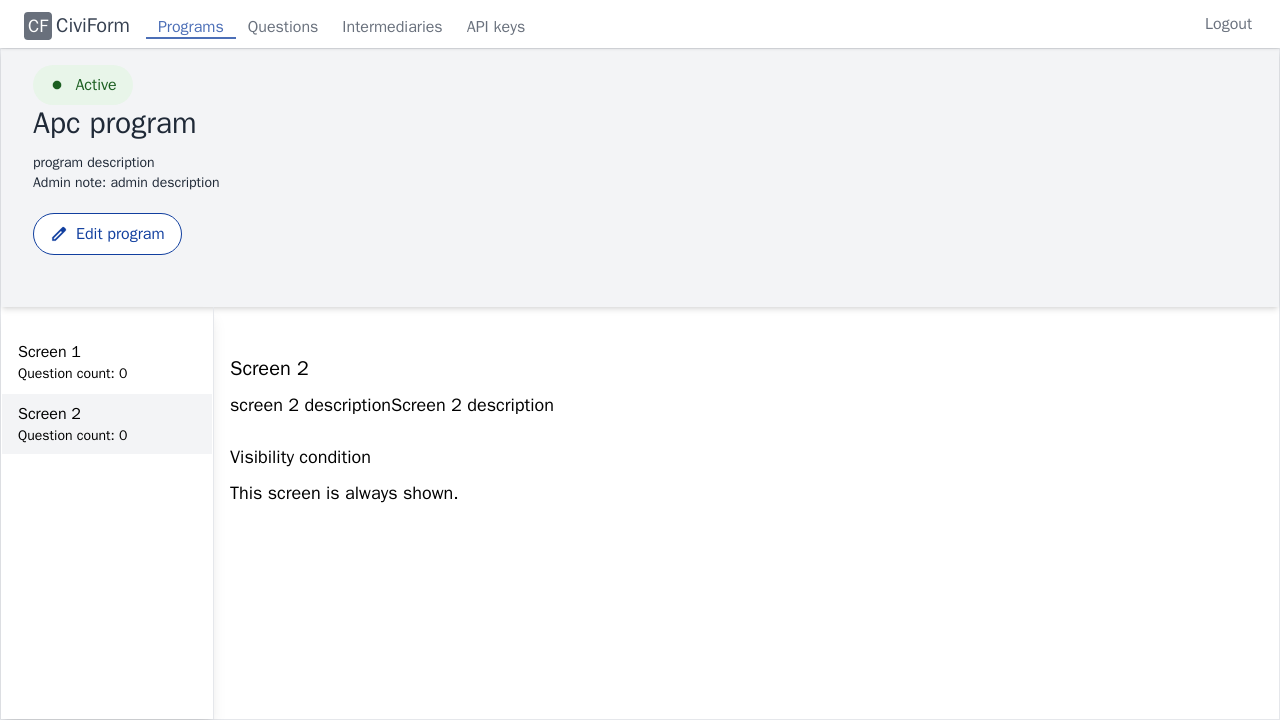 CF CiviForm Programs Questions Intermediaries API keys Logout
Active
Apc program
program description
Admin note: admin description
Edit program
Screen 1
Question count: 0
Screen 2
Question count: 0
Screen 2
screen 2 descriptionScreen 2 description
Visibility condition
This screen is always shown.